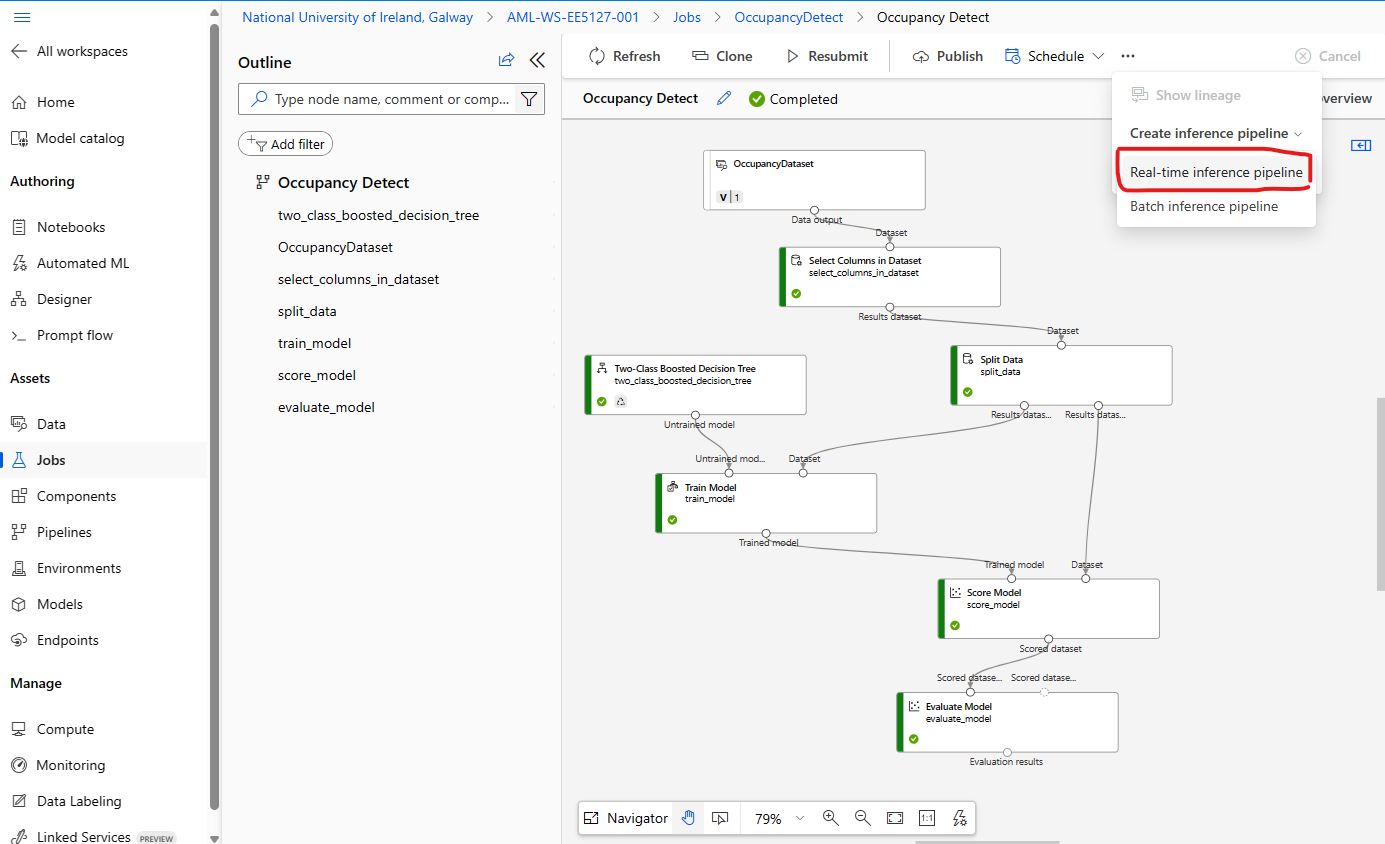 National University of Ireland, Galway > AML-WS-EE5127-001 > Jobs > OccupancyDetect > Occupancy Detect
All workspaces
Home
Model catalog
Authoring
Notebooks
Automated ML
Designer
Prompt flow
Assets
Data
Jobs
Components
Pipelines
Environments
Models
Endpoints
Manage
Compute
Monitoring
Data Labeling
Linked Services PREVIEW
Outline
Type node name, comment or comp...
Add filter
Occupancy Detect
two_class_boosted_decision_tree
OccupancyDataset
select_columns_in_dataset
split_data
train_model
score_model
evaluate_model
Refresh Clone Resubmit Publish Schedule ... Cancel
Occupancy Detect Completed
overview
Show lineage
Create inference pipeline
Real-time inference pipeline
Batch inference pipeline
OccupancyDataset
V 1
Data output
Dataset
Select Columns in Dataset
select_columns_in_dataset
Results dataset
Dataset
Split Data
split_data
Results datas... Results datas...
Two-Class Boosted Decision Tree
two_class_boosted_decision_tree
Untrained model
Untrained mod... Dataset
Train Model
train_model
Trained model
Trained model Dataset
Score Model
score_model
Scored dataset
Scored datase... Scored datase...
Evaluate Model
evaluate_model
Evaluation results
Navigator 79% 1:1